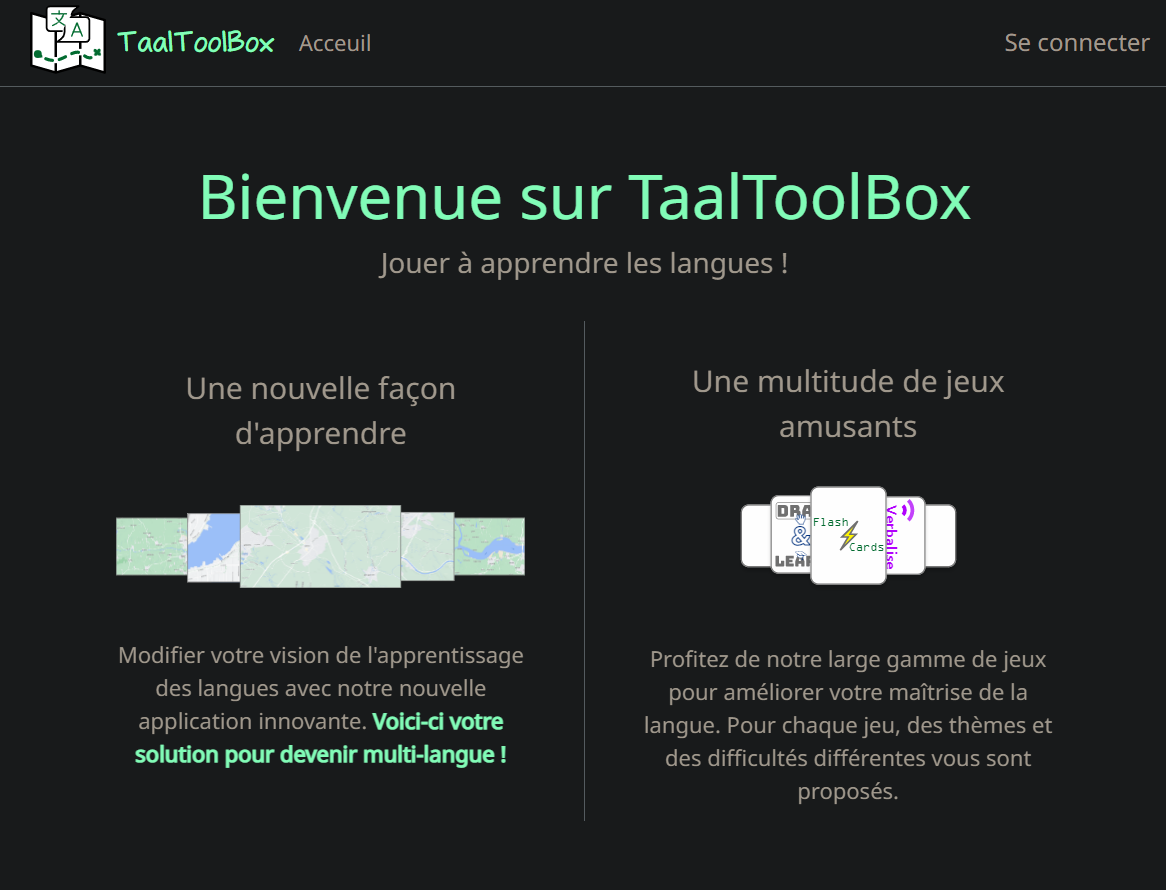 文 A
TaalToolBox Acceuil Se connecter
Bienvenue sur TaalToolBox
Jouer à apprendre les langues !
Une nouvelle façon
d'apprendre
Modifier votre vision de l'apprentissage
des langues avec notre nouvelle
application innovante. Voici-ci votre
solution pour devenir multi-langue !
Une multitude de jeux
amusants
DRA
&
LEAR
Flash
Cards
Verbalise
Profitez de notre large gamme de jeux
pour améliorer votre maîtrise de la
langue. Pour chaque jeu, des thèmes et
des difficultés différentes vous sont
proposés.